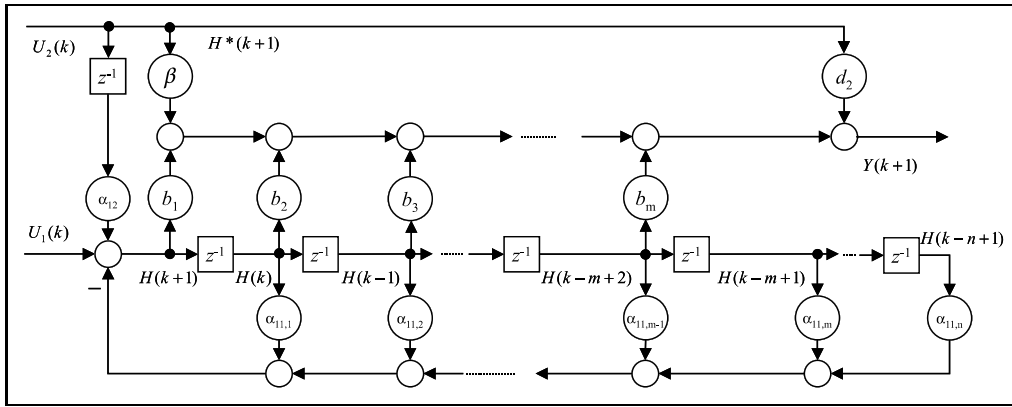 U₂(k)
H*(k+1)
z⁻¹
β
d₂
..........
Y(k+1)
α₁₂
b₁
b₂
b₃
bₘ
U₁(k)
z⁻¹
z⁻¹
........
z⁻¹
z⁻¹
....
z⁻¹
H(k−n+1)
H(k+1)
H(k)
H(k−1)
H(k−m+2)
H(k−m+1)
−
α₁₁,₁
α₁₁,₂
α₁₁,ₘ₋₁
α₁₁,ₘ
α₁₁,ₙ
............